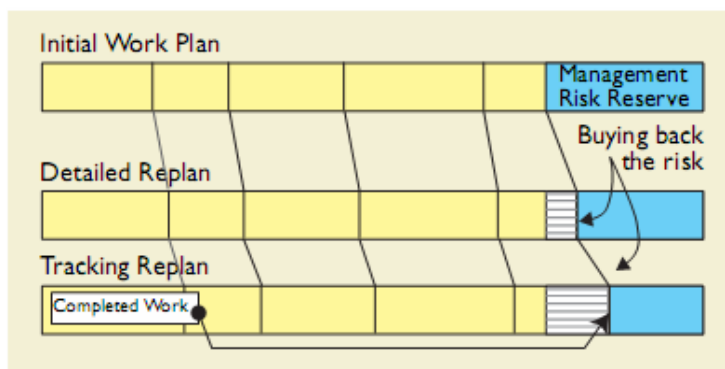 Initial Work Plan
Management
Risk Reserve
Buying back
the risk
Detailed Replan
Tracking Replan
Completed Work